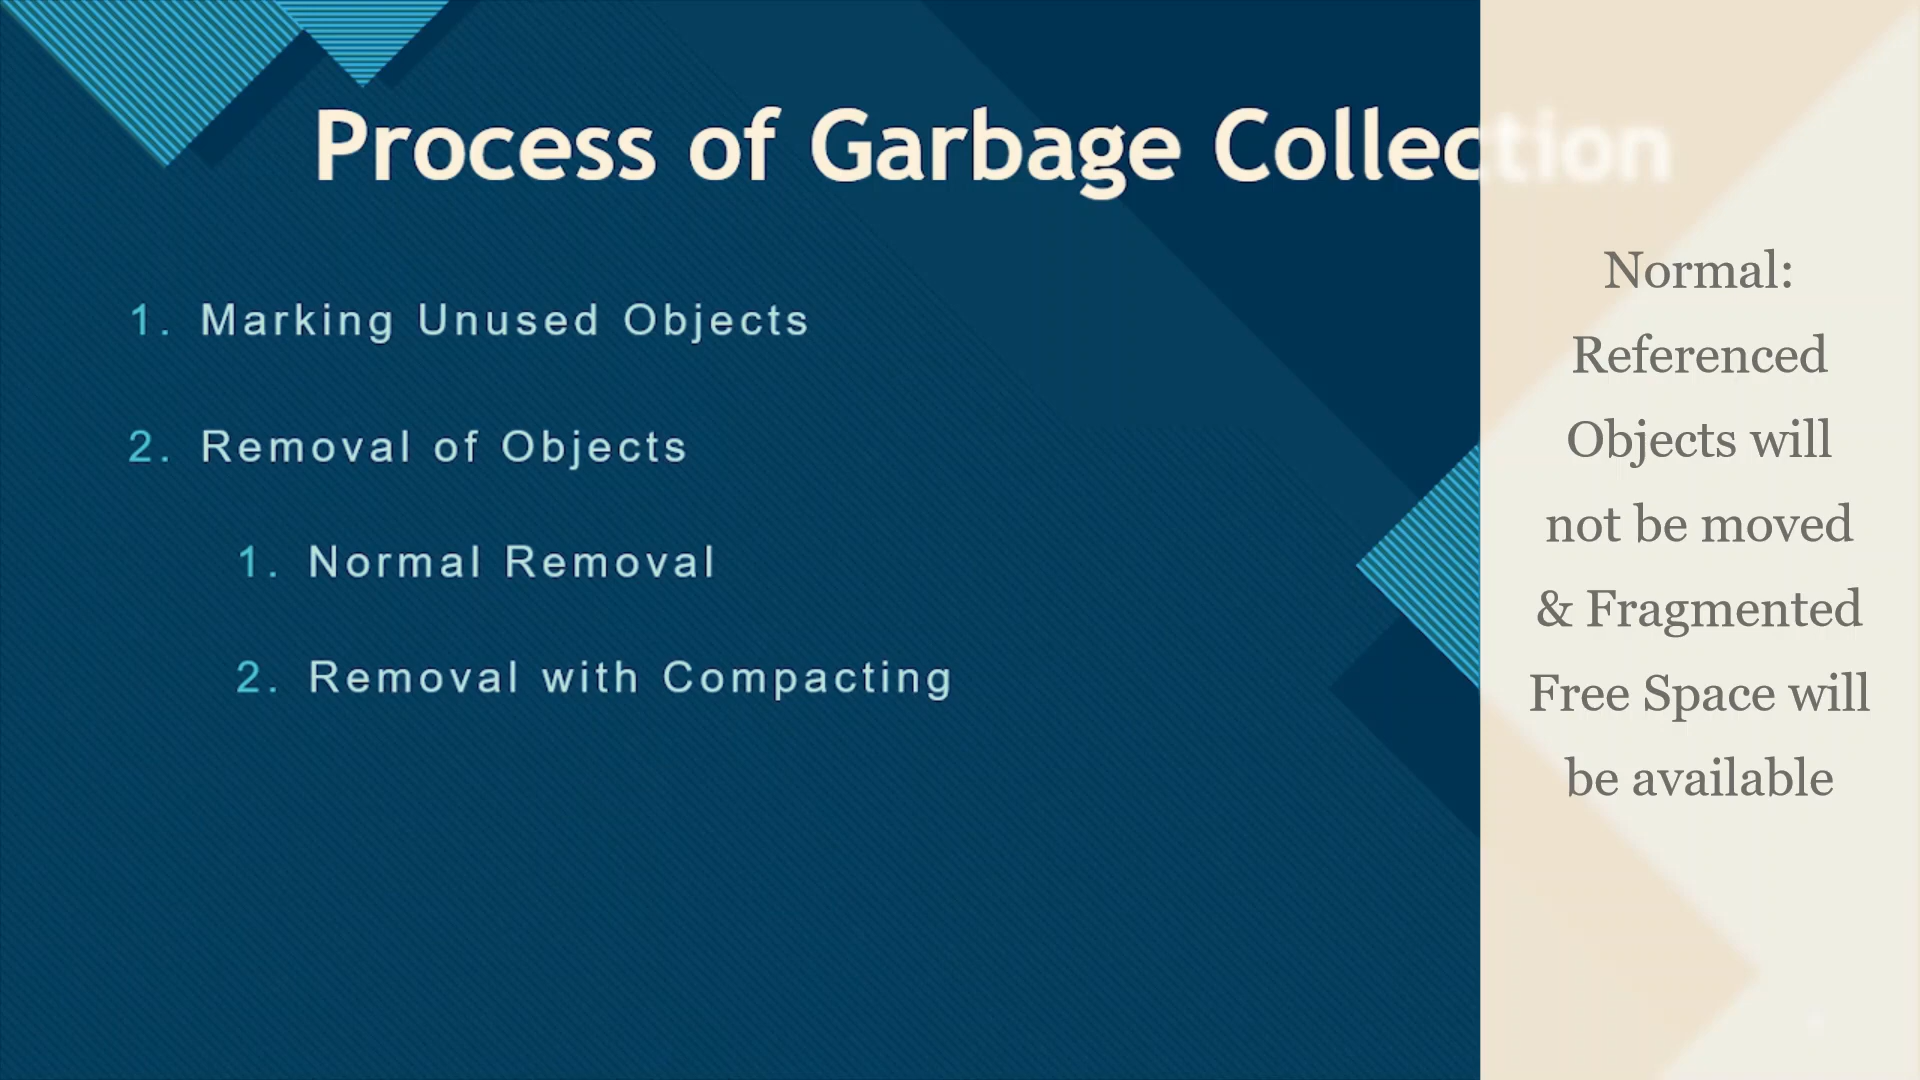 Process of Garbage Collection
1. Marking Unused Objects
2. Removal of Objects
1. Normal Removal
2. Removal with Compacting
Normal:
Referenced
Objects will
not be moved
& Fragmented
Free Space will
be available